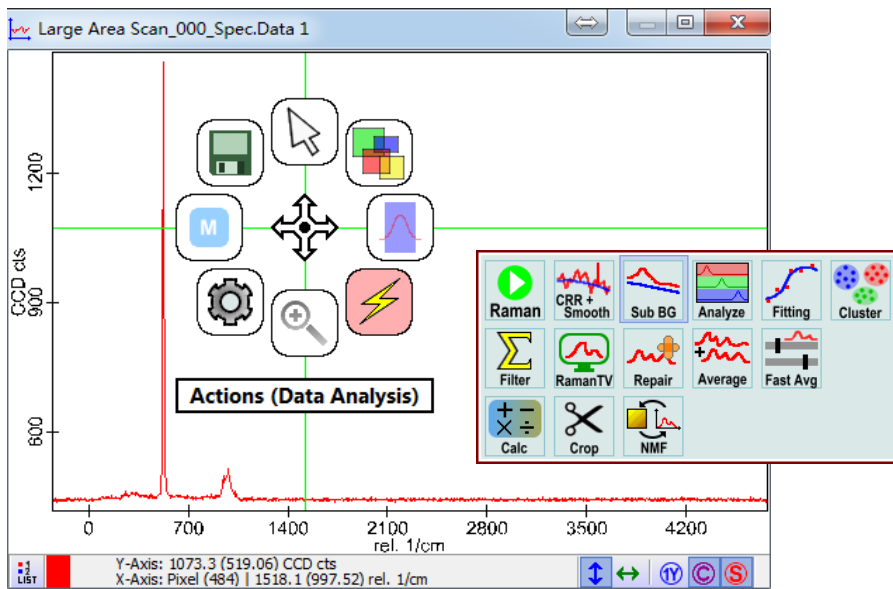 Large Area Scan_000_Spec.Data 1
1200
900
600
CCD cts
M
Actions (Data Analysis)
0 700 1400 2100 2800 3500 4200
rel. 1/cm
Raman
CRR +
Smooth
Sub BG
Analyze
Fitting
Cluster
Filter
RamanTV
Repair
Average
Fast Avg
Calc
Crop
NMF
1
2
LIST
Y-Axis: 1073.3 (519.06) CCD cts
X-Axis: Pixel (484) | 1518.1 (997.52) rel. 1/cm
1Y
C
S